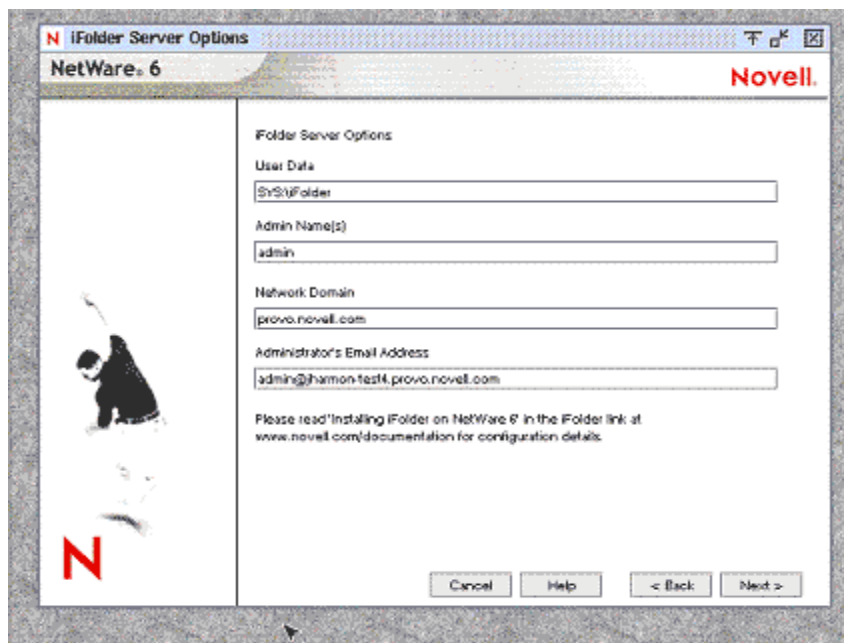 N iFolder Server Options
NetWare® 6
Novell.
iFolder Server Options
User Data
SYS:\iFolder
Admin Name(s)
admin
Network Domain
provo.novell.com
Administrator's Email Address
admin@jharmon-test4.provo.novell.com
Please read 'Installing iFolder on NetWare 6' in the iFolder link at
www.novell.com/documentation for configuration details.
N
Cancel Help < Back Next >